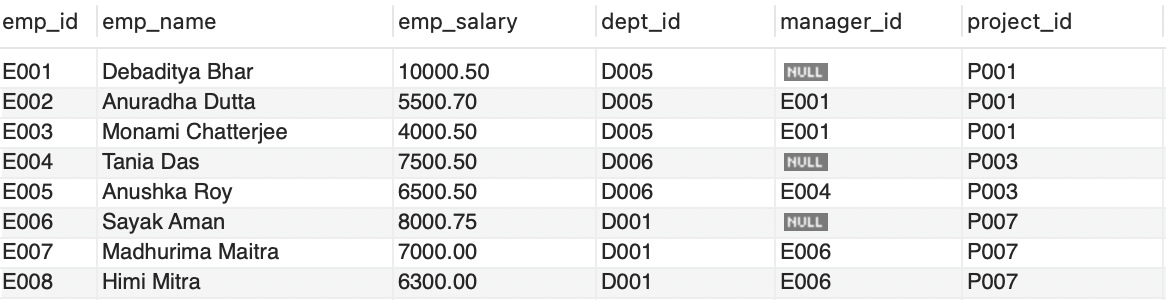 emp_id emp_name emp_salary dept_id manager_id project_id
E001 Debaditya Bhar 10000.50 D005 NULL P001
E002 Anuradha Dutta 5500.70 D005 E001 P001
E003 Monami Chatterjee 4000.50 D005 E001 P001
E004 Tania Das 7500.50 D006 NULL P003
E005 Anushka Roy 6500.50 D006 E004 P003
E006 Sayak Aman 8000.75 D001 NULL P007
E007 Madhurima Maitra 7000.00 D001 E006 P007
E008 Himi Mitra 6300.00 D001 E006 P007